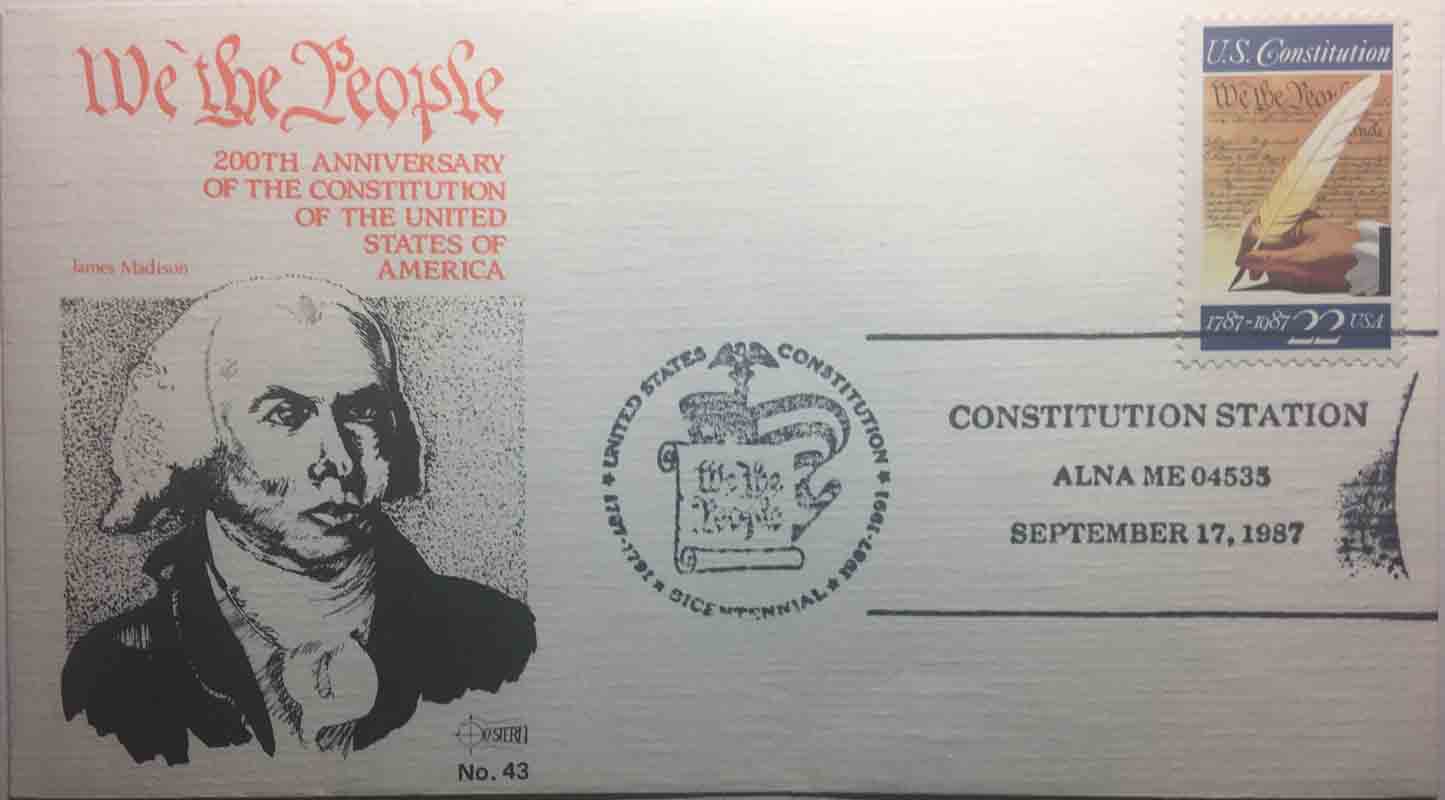 We the People
200TH ANNIVERSARY
OF THE CONSTITUTION
OF THE UNITED
STATES OF
AMERICA
James Madison
No. 43
UNITED STATES CONSTITUTION
1787-1791 ★ BICENTENNIAL ★ 1987-1991
We the
People
U.S. Constitution
We the
1787-1987 22 USA
CONSTITUTION STATION
ALNA ME 04535
SEPTEMBER 17, 1987